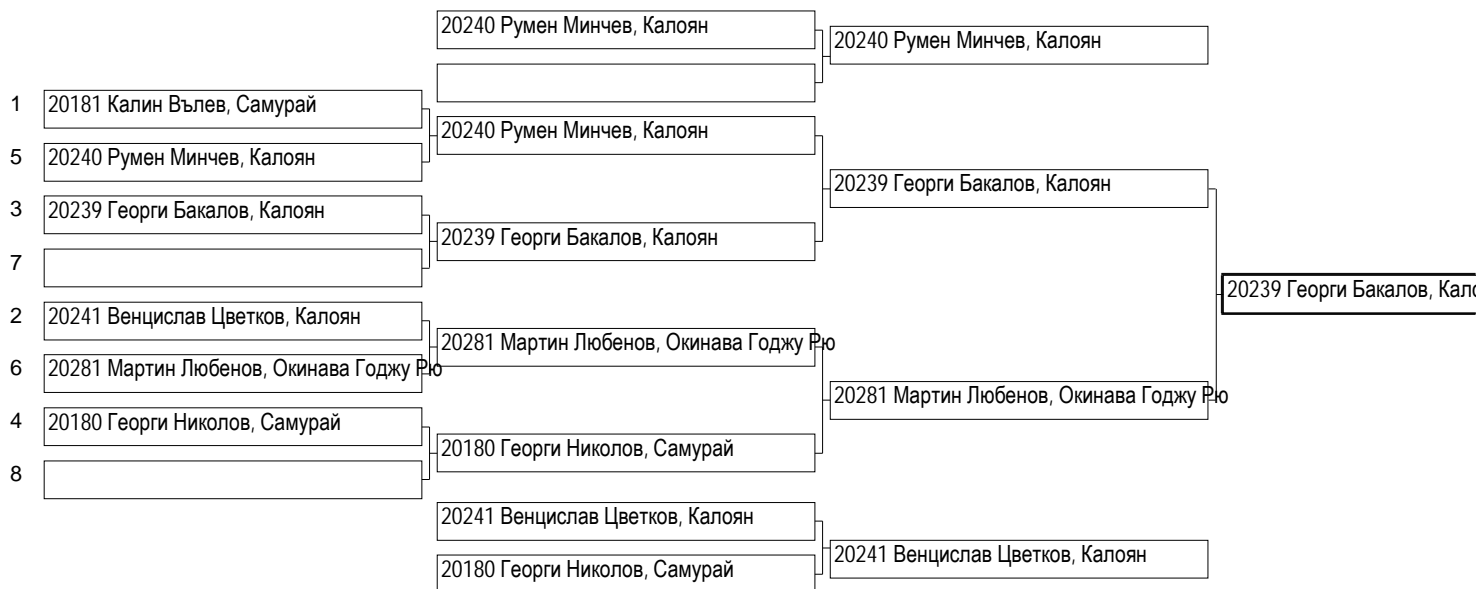 20240 Румен Минчев, Калоян
20240 Румен Минчев, Калоян
1 20181 Калин Вълев, Самурай
20240 Румен Минчев, Калоян
5 20240 Румен Минчев, Калоян
20239 Георги Бакалов, Калоян
3 20239 Георги Бакалов, Калоян
20239 Георги Бакалов, Калоян
7
20239 Георги Бакалов, Кало
2 20241 Венцислав Цветков, Калоян
20281 Мартин Любенов, Окинава Годжу Рю
6 20281 Мартин Любенов, Окинава Годжу Рю
20281 Мартин Любенов, Окинава Годжу Рю
4 20180 Георги Николов, Самурай
20180 Георги Николов, Самурай
8
20241 Венцислав Цветков, Калоян
20241 Венцислав Цветков, Калоян
20180 Георги Николов, Самурай